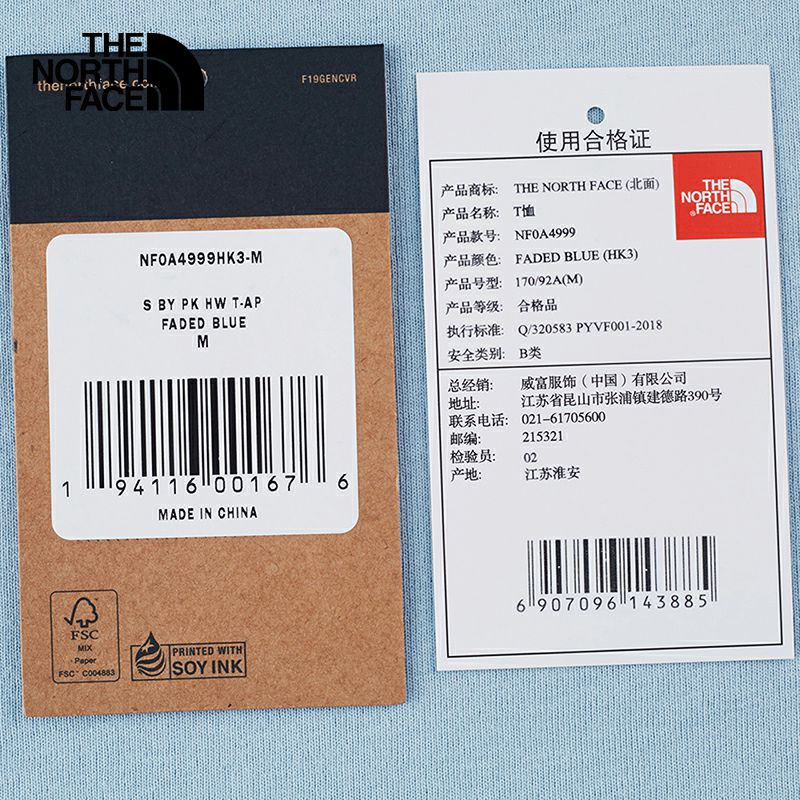 THE
NORTH
FACE
thenorthface.com
F19GENCVR
NF0A4999HK3-M
S BY PK HW T-AP
FADED BLUE
M
1 94116 00167 6
MADE IN CHINA
FSC
MIX
Paper
FSC™ C004883
PRINTED WITH
SOY INK
使用合格证
产品商标: THE NORTH FACE (北面)
产品名称: T恤
产品款号: NF0A4999
产品颜色: FADED BLUE (HK3)
产品号型: 170/92A(M)
产品等级: 合格品
执行标准: Q/320583 PYVF001-2018
安全类别: B类
THE
NORTH
FACE
总经销: 威富服饰（中国）有限公司
地址: 江苏省昆山市张浦镇建德路390号
联系电话: 021-61705600
邮编: 215321
检验员: 02
产地: 江苏淮安
6 907096 143885